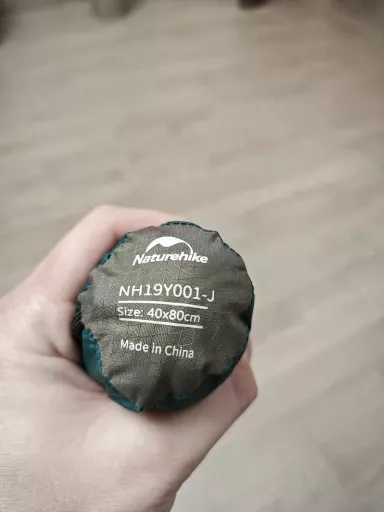 Naturehike
NH19Y001-J
Size: 40x80cm
Made in China